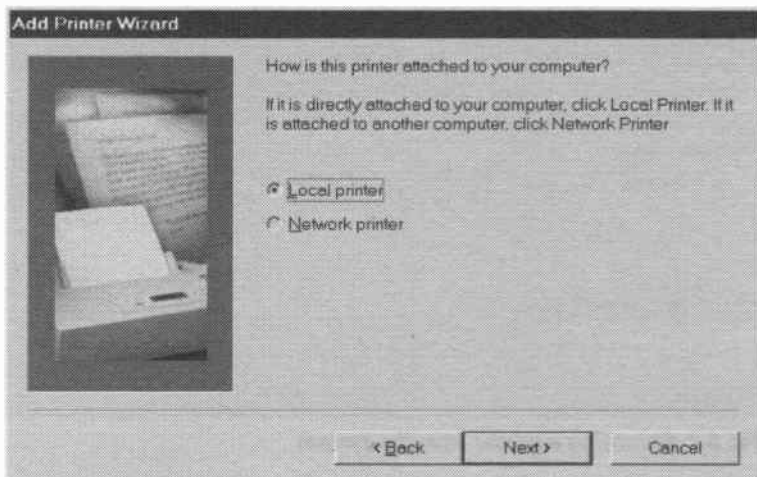 Add Printer Wizard
How is this printer attached to your computer?
If it is directly attached to your computer, click Local Printer. If it
is attached to another computer, click Network Printer
Local printer
Network printer
< Back
Next >
Cancel